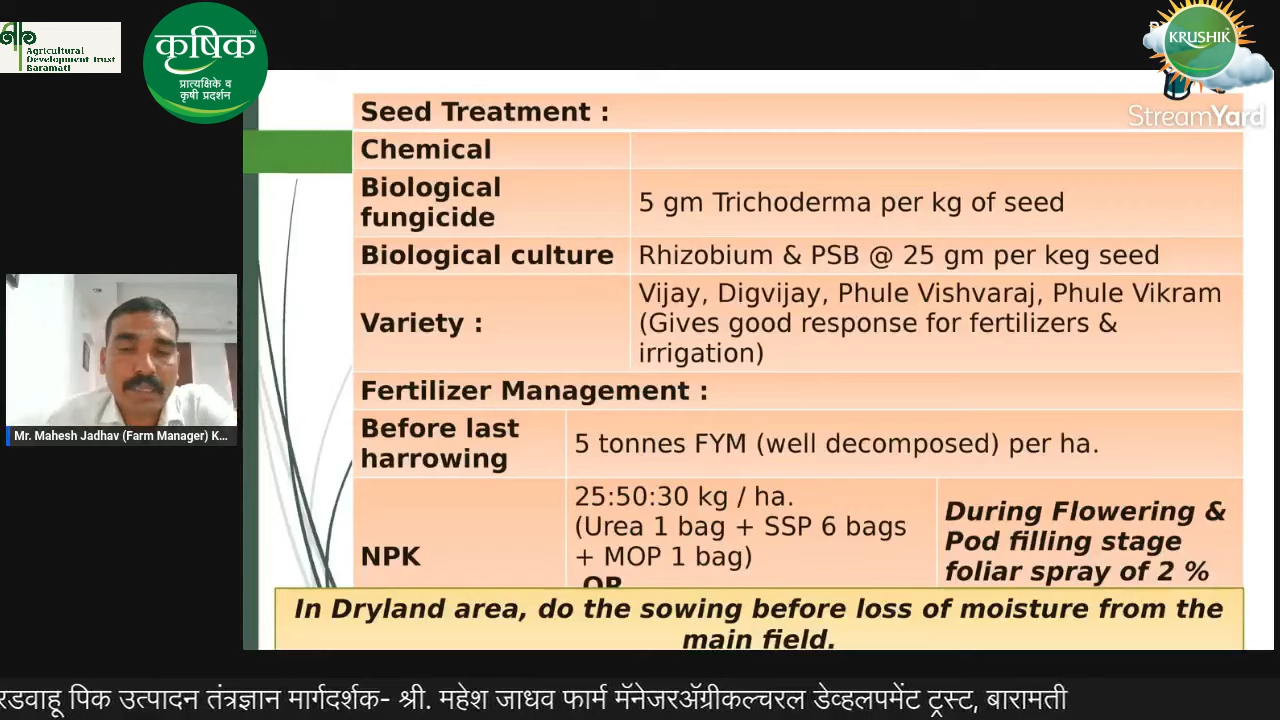 Agricultural
Development Trust
Baramati
कृषिक
™
प्रात्यक्षिके व
कृषी प्रदर्शन
KRUSHIK
StreamYard
Seed Treatment :
Chemical
Biological
fungicide
5 gm Trichoderma per kg of seed
Biological culture
Rhizobium & PSB @ 25 gm per keg seed
Variety :
Vijay, Digvijay, Phule Vishvaraj, Phule Vikram
(Gives good response for fertilizers &
irrigation)
Fertilizer Management :
Before last
harrowing
5 tonnes FYM (well decomposed) per ha.
NPK
25:50:30 kg / ha.
(Urea 1 bag + SSP 6 bags
+ MOP 1 bag)
OR
During Flowering &
Pod filling stage
foliar spray of 2 %
In Dryland area, do the sowing before loss of moisture from the
main field.
Mr. Mahesh Jadhav (Farm Manager) K...
रडवाहू पिक उत्पादन तंत्रज्ञान मार्गदर्शक- श्री. महेश जाधव फार्म मॅनेजरॲग्रीकल्चरल डेव्हलपमेंट ट्रस्ट, बारामती